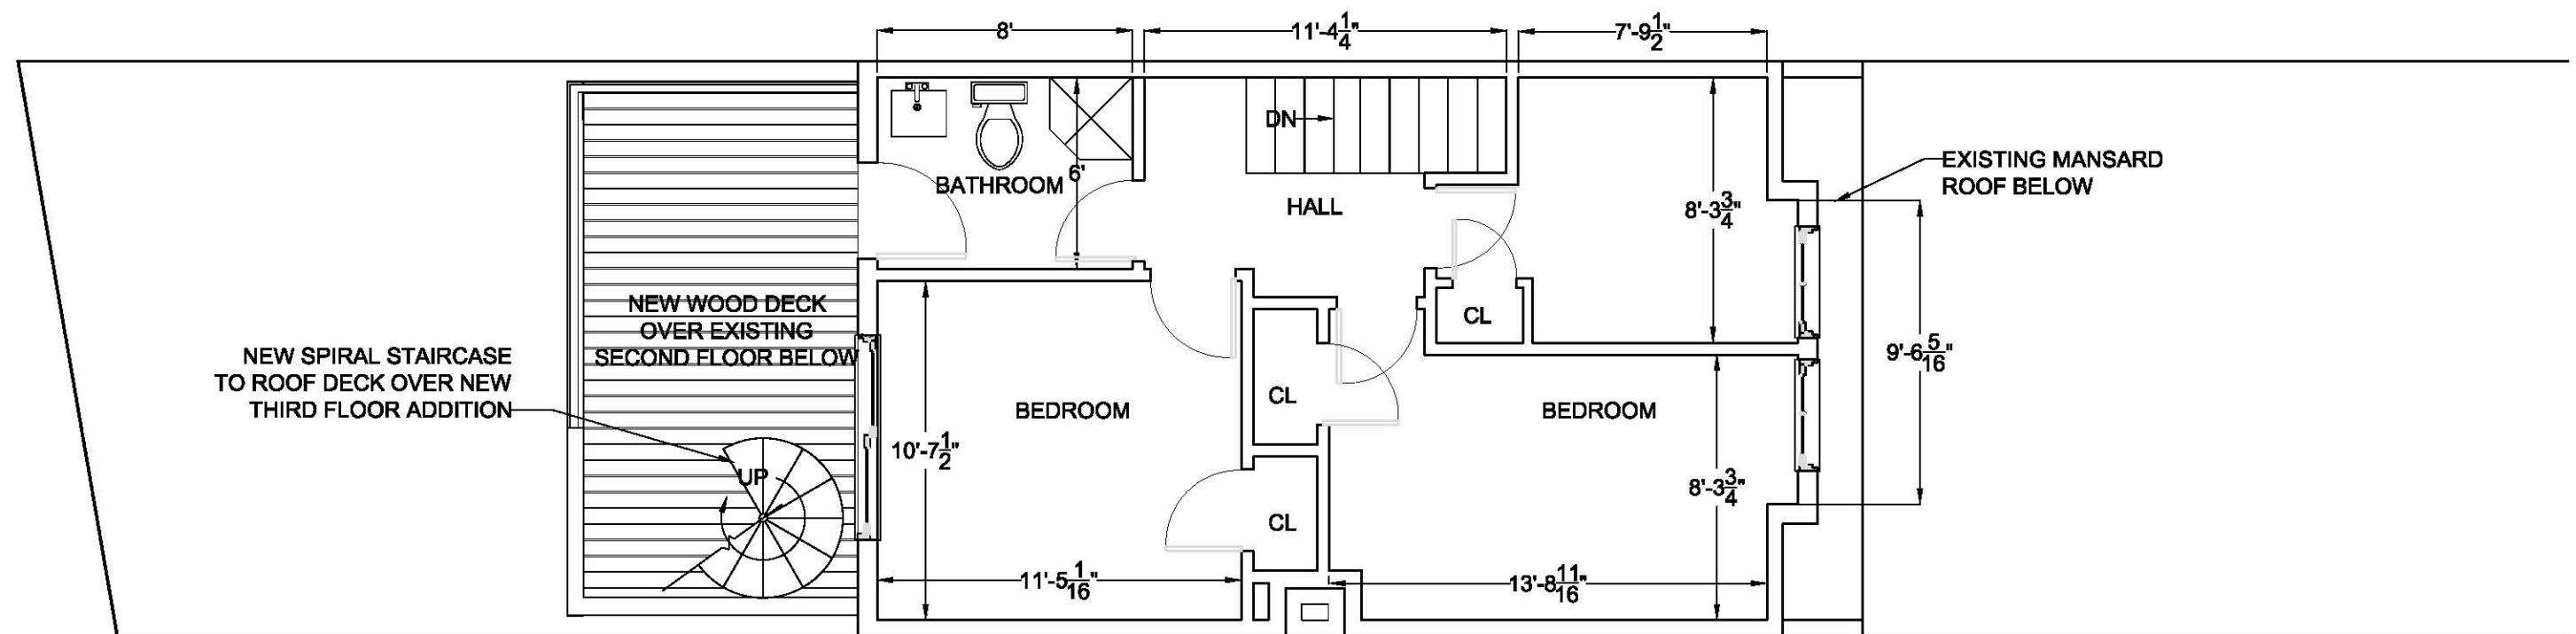 8'
11'-4 1/4"
7'-9 1/2"
DN
BATHROOM
6'
HALL
8'-3 3/4"
EXISTING MANSARD
ROOF BELOW
NEW WOOD DECK
OVER EXISTING
SECOND FLOOR BELOW
CL
9'-6 5/16"
NEW SPIRAL STAIRCASE
TO ROOF DECK OVER NEW
THIRD FLOOR ADDITION
BEDROOM
CL
BEDROOM
10'-7 1/2"
UP
8'-3 3/4"
CL
11'-5 1/16"
13'-8 11/16"